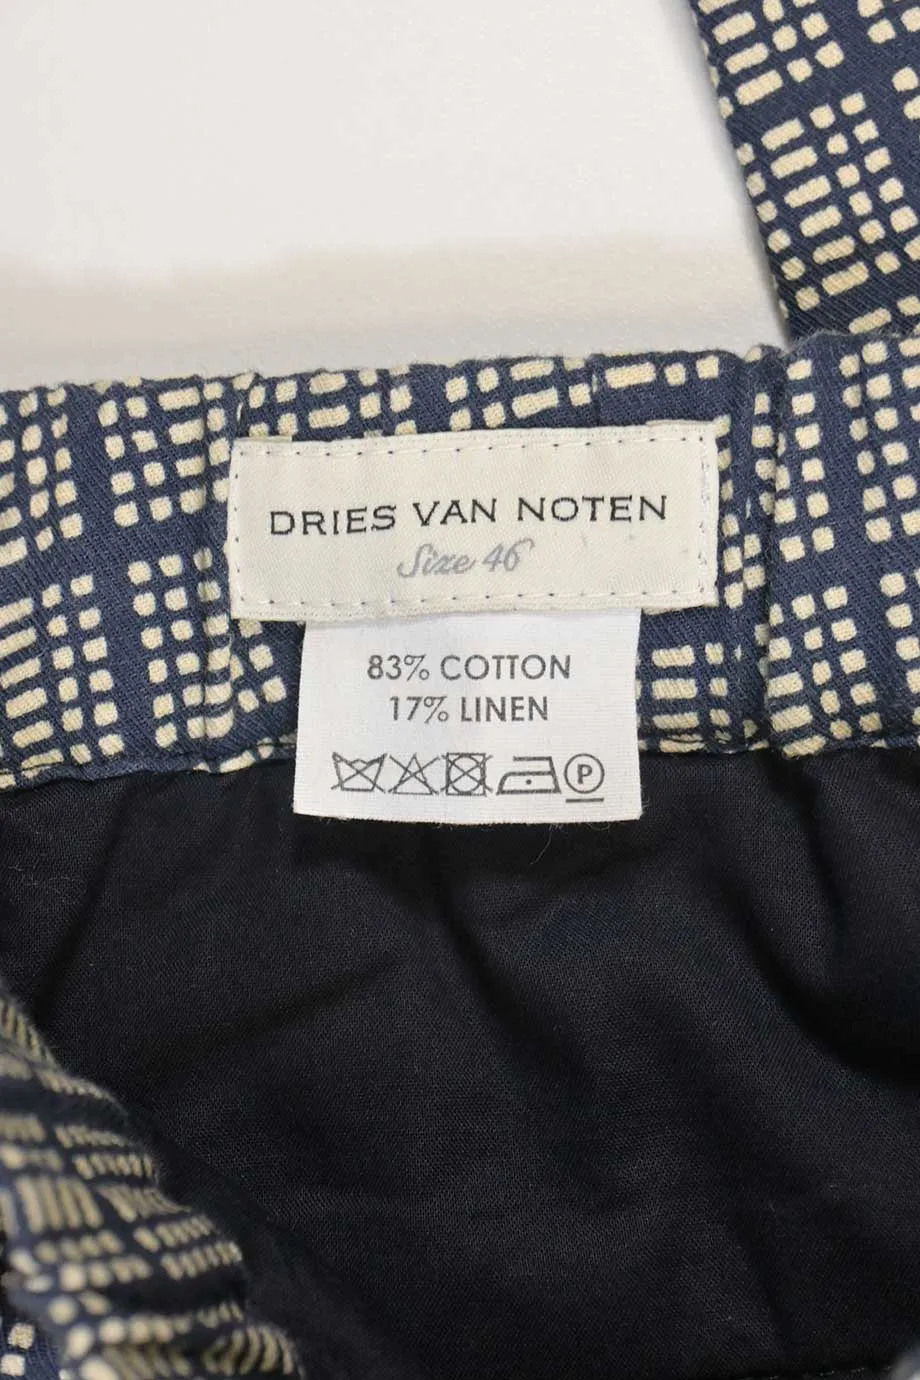 DRIES VAN NOTEN
Size 46
83% COTTON
17% LINEN
P